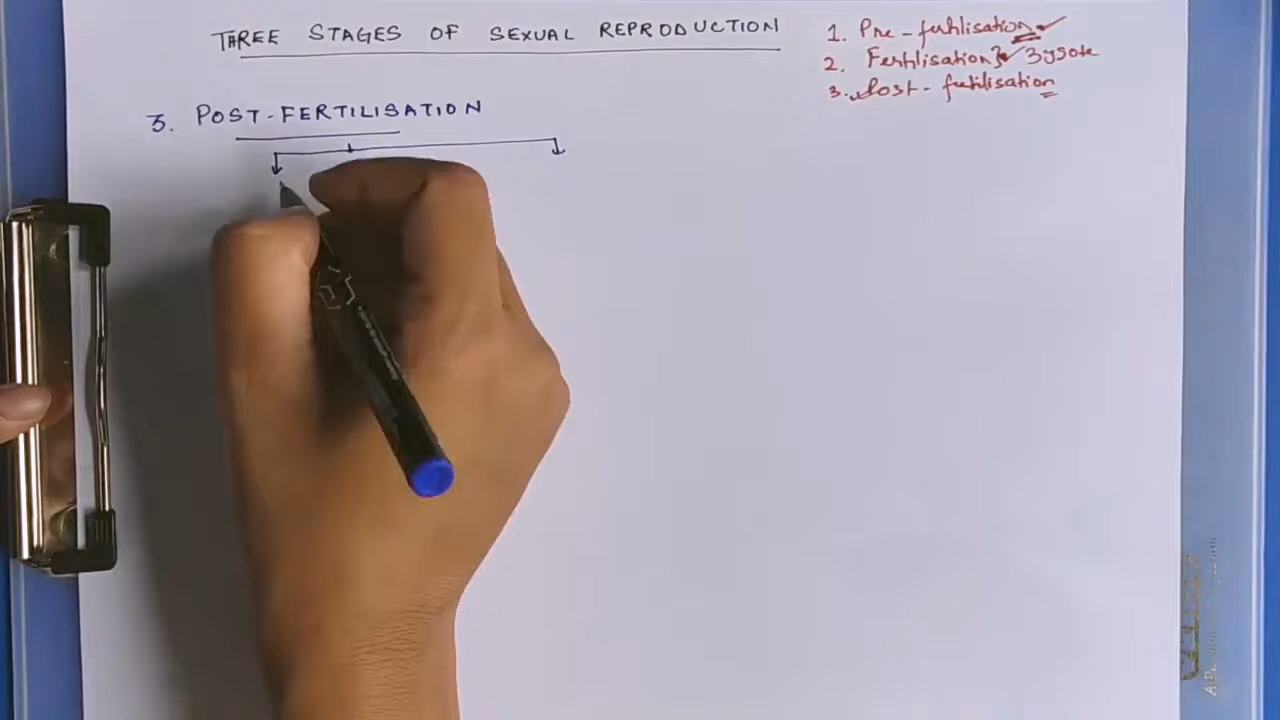 THREE STAGES OF SEXUAL REPRODUCTION
1. Pre-fertilisation
2. Fertilisation} Zygote
3. Post-fertilisation
3. POST-FERTILISATION